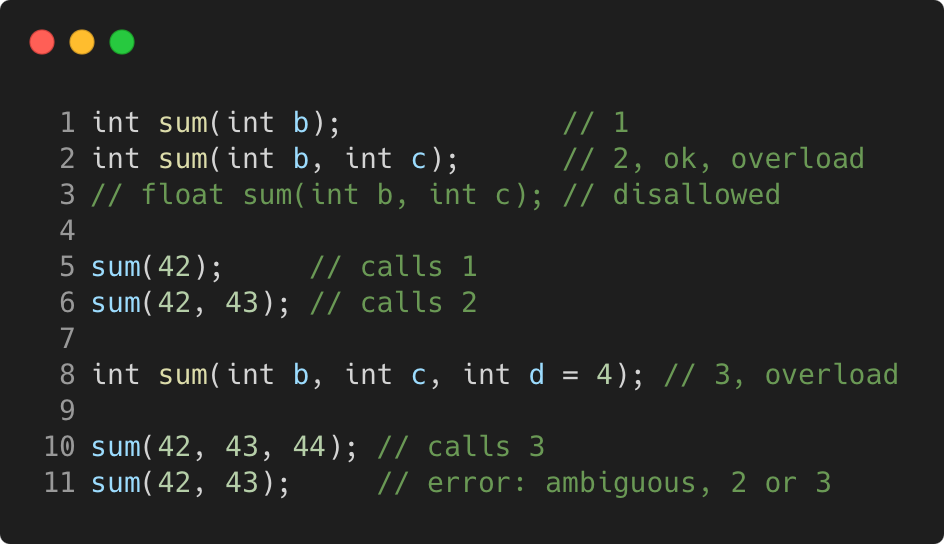 1 int sum(int b);             // 1
2 int sum(int b, int c);      // 2, ok, overload
3 // float sum(int b, int c); // disallowed
4
5 sum(42);     // calls 1
6 sum(42, 43); // calls 2
7
8 int sum(int b, int c, int d = 4); // 3, overload
9
10 sum(42, 43, 44); // calls 3
11 sum(42, 43);     // error: ambiguous, 2 or 3